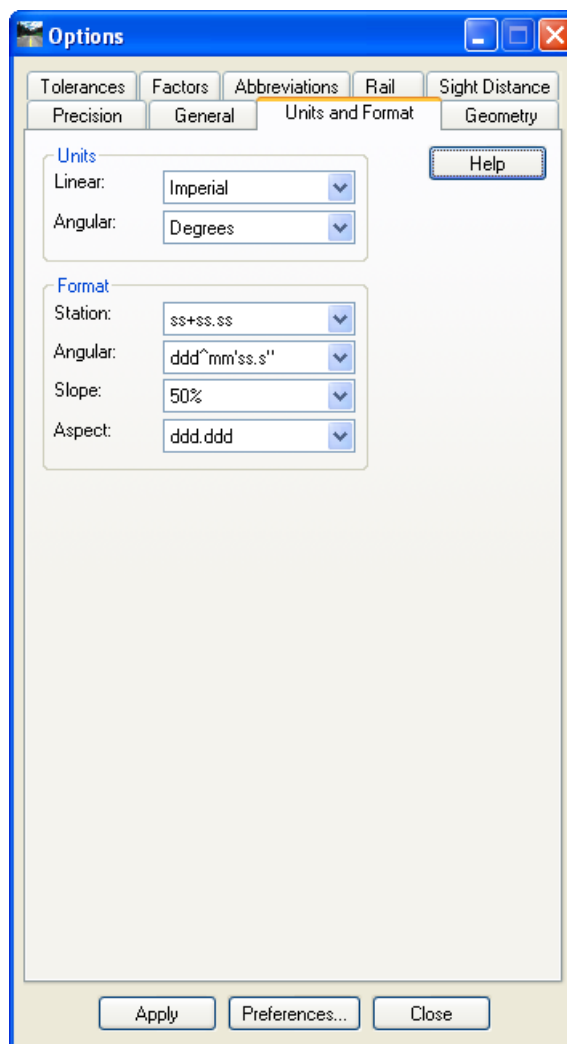 Options
Tolerances Factors Abbreviations Rail Sight Distance
Precision General Units and Format Geometry
Units
Help
Linear: Imperial
Angular: Degrees
Format
Station: ss+ss.ss
Angular: ddd^mm'ss.s"
Slope: 50%
Aspect: ddd.ddd
Apply Preferences... Close